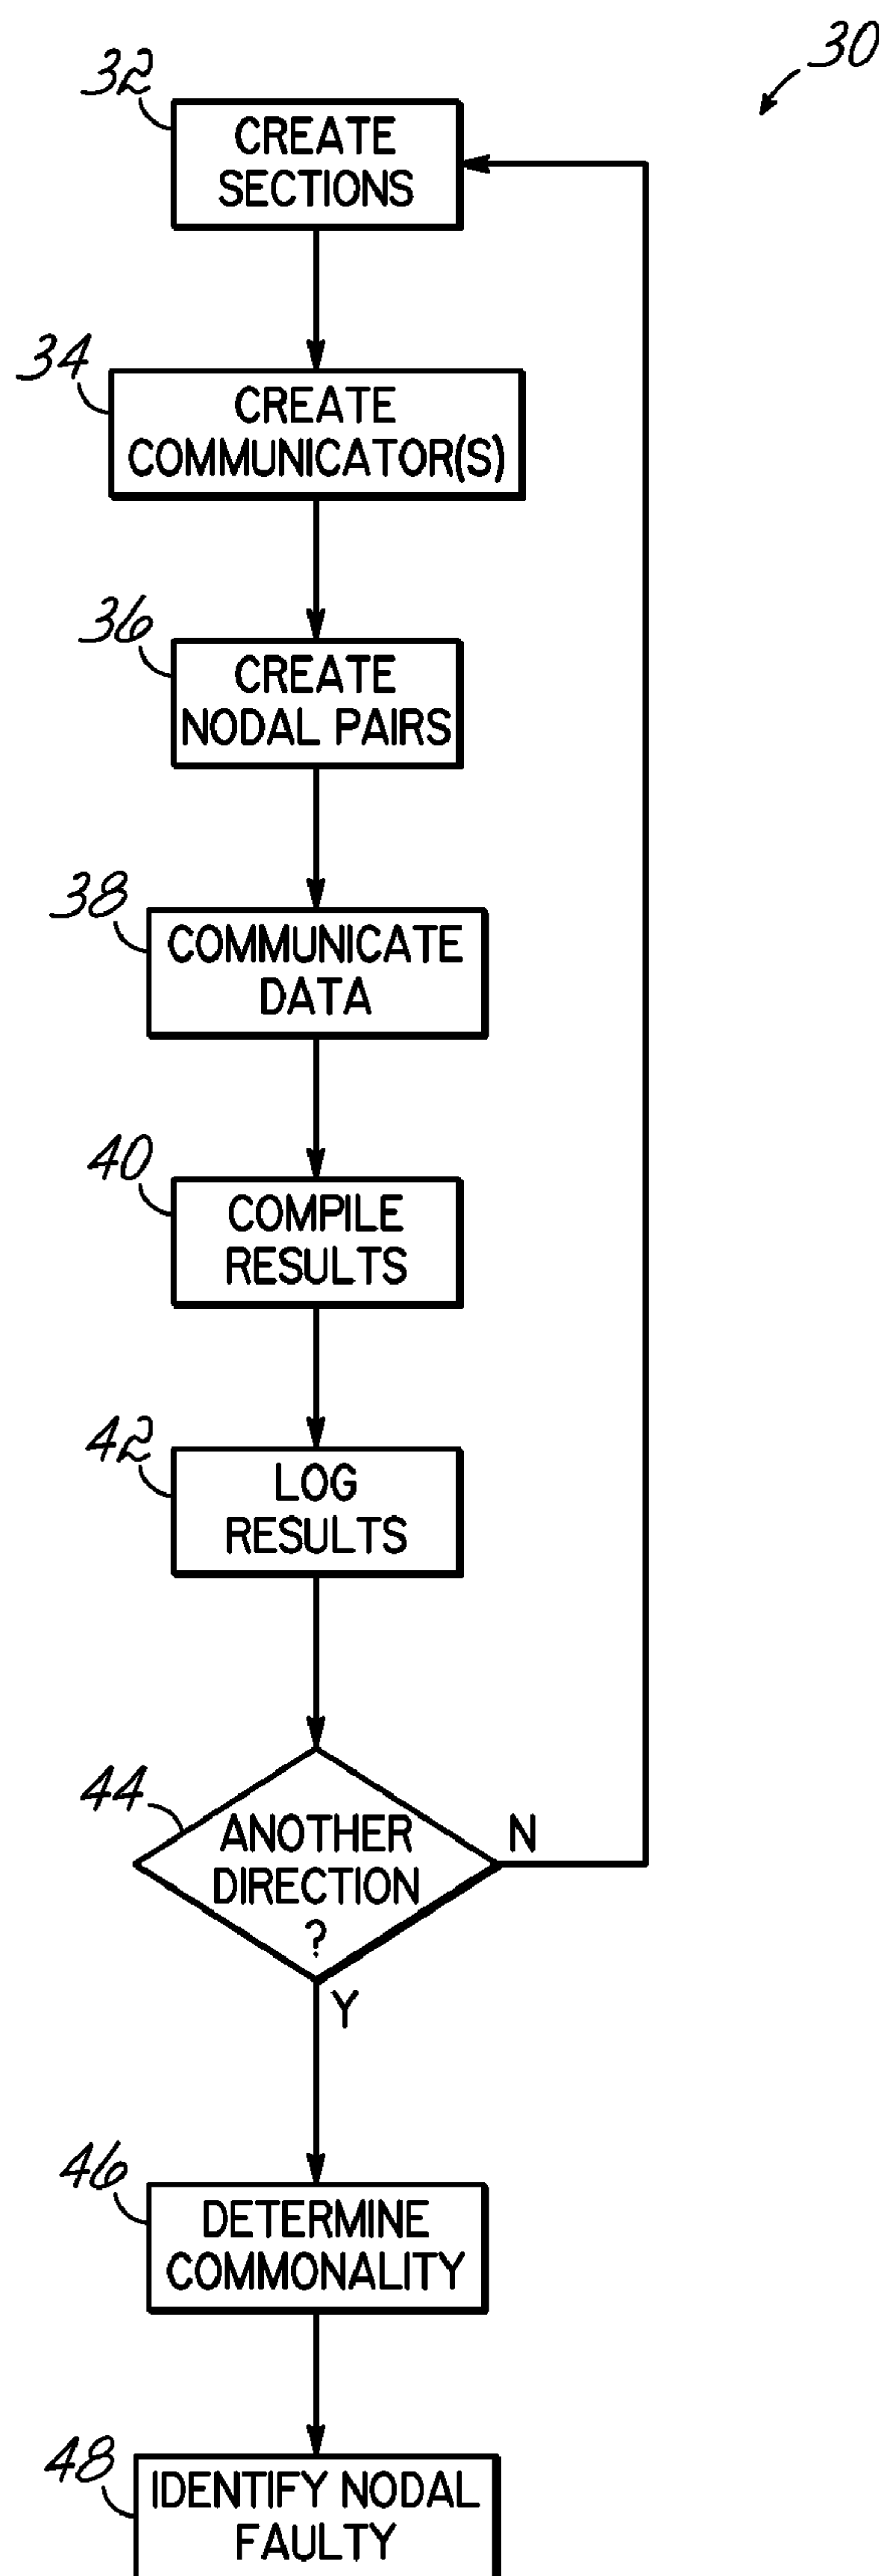 30
32
CREATE
SECTIONS
34
CREATE
COMMUNICATOR(S)
36
CREATE
NODAL PAIRS
38
COMMUNICATE
DATA
40
COMPILE
RESULTS
42
LOG
RESULTS
44
ANOTHER
DIRECTION
?
N
Y
46
DETERMINE
COMMONALITY
48
IDENTIFY NODAL
FAULTY